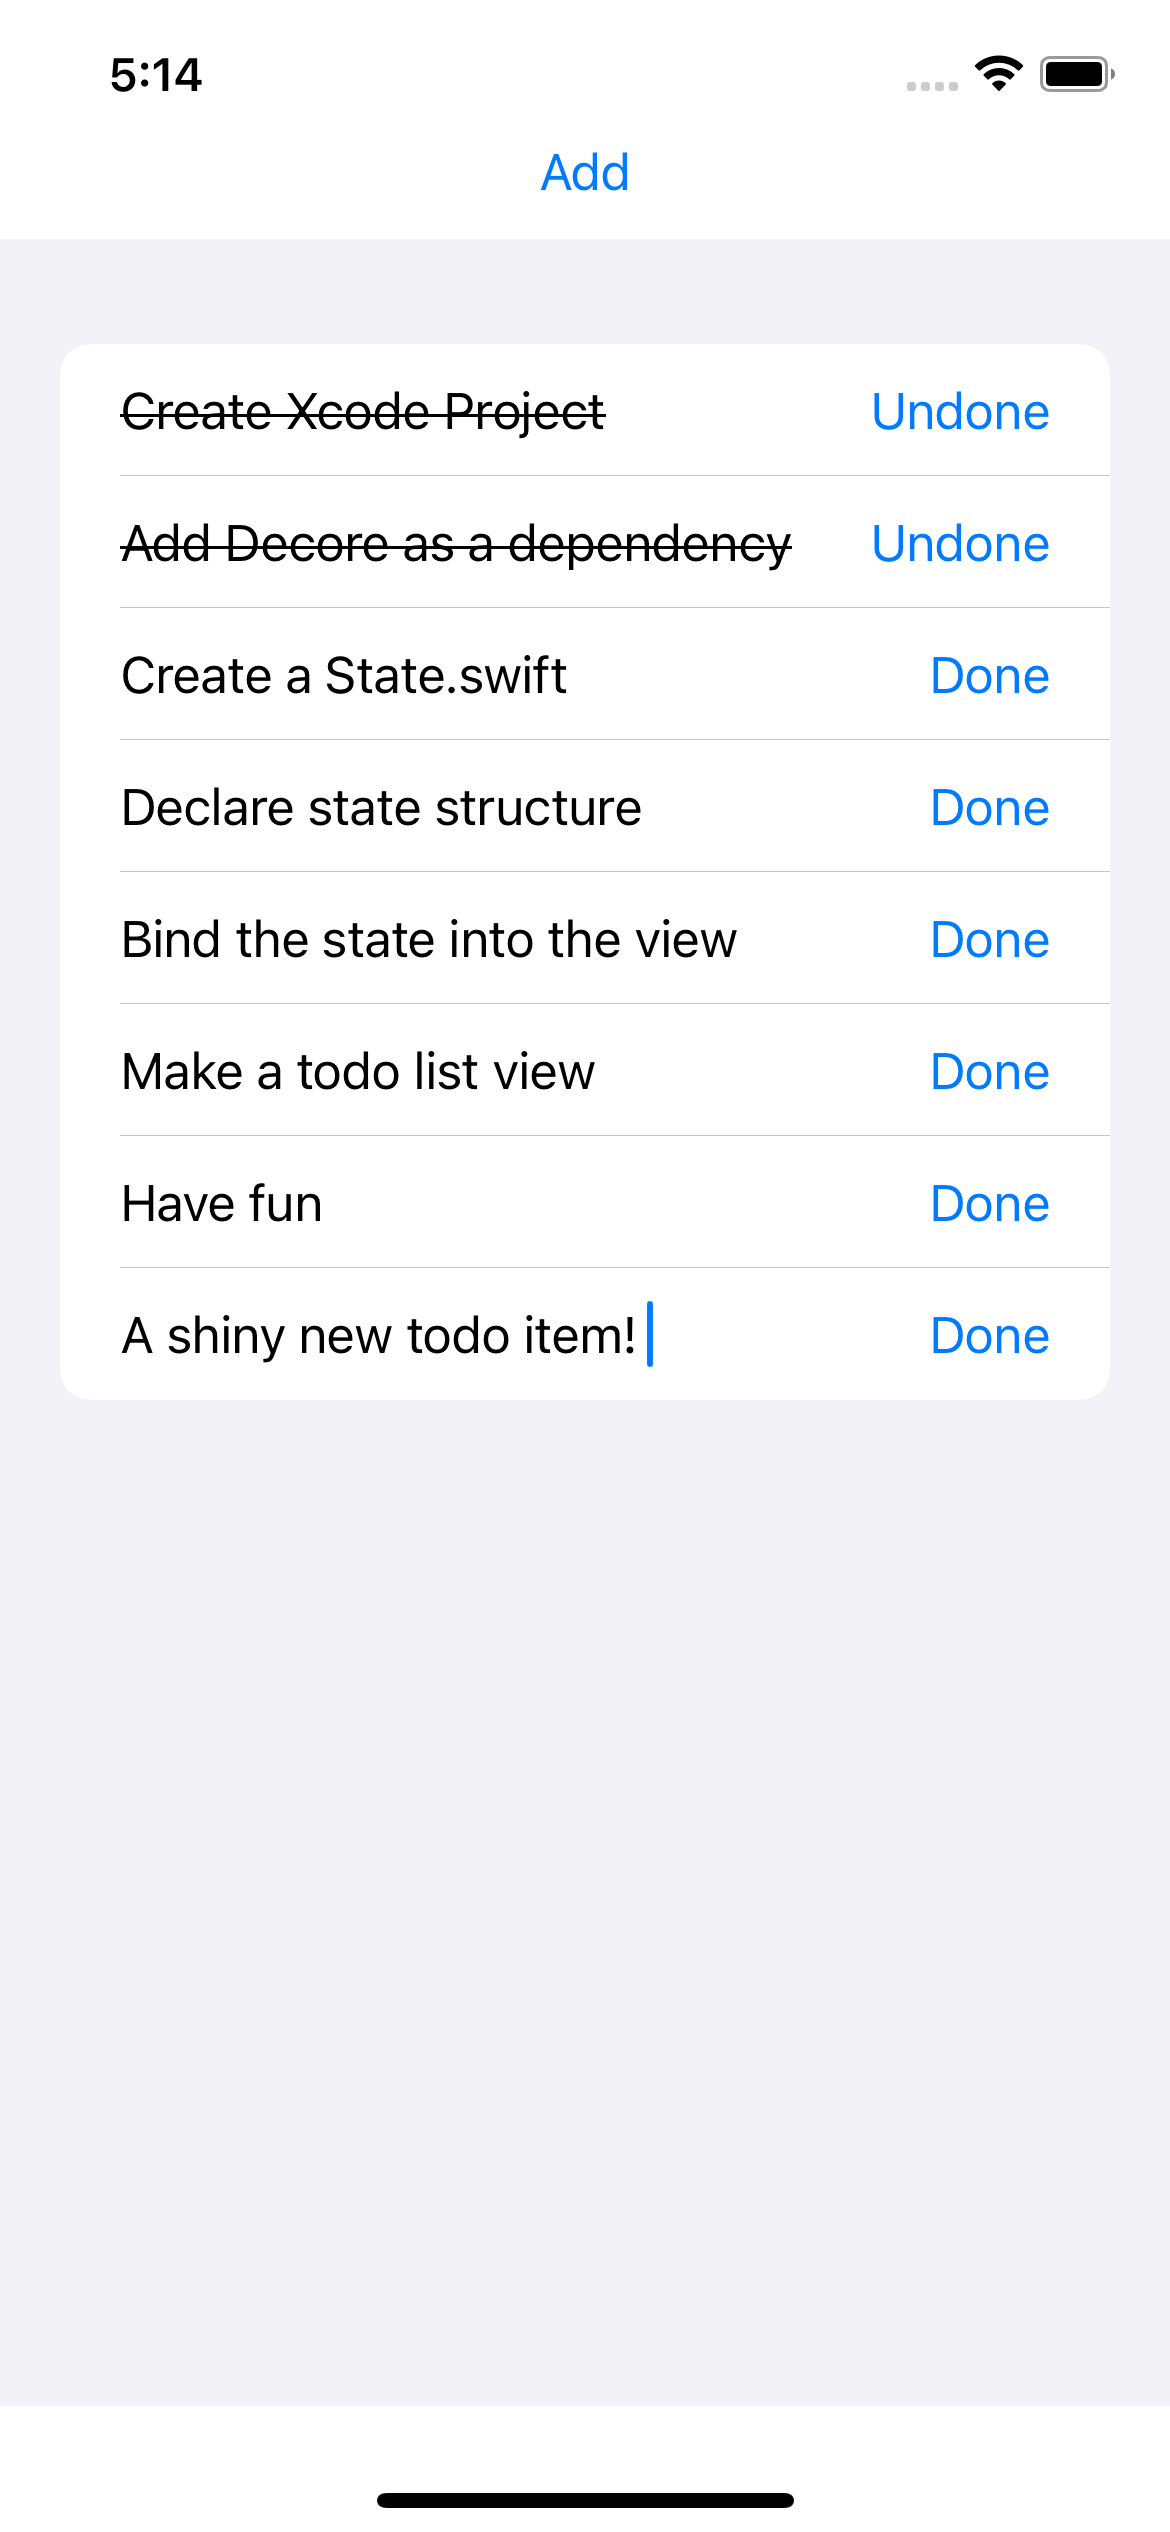 5:14
Add
Create Xcode Project Undone
Add Decore as a dependency Undone
Create a State.swift Done
Declare state structure Done
Bind the state into the view Done
Make a todo list view Done
Have fun Done
A shiny new todo item! Done